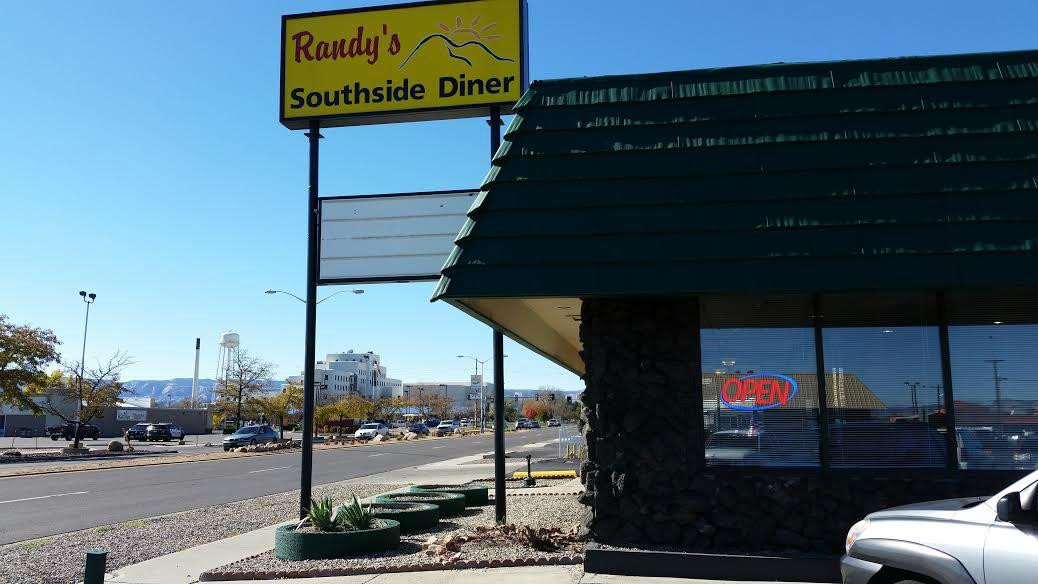 Randy's
Southside Diner
OPEN